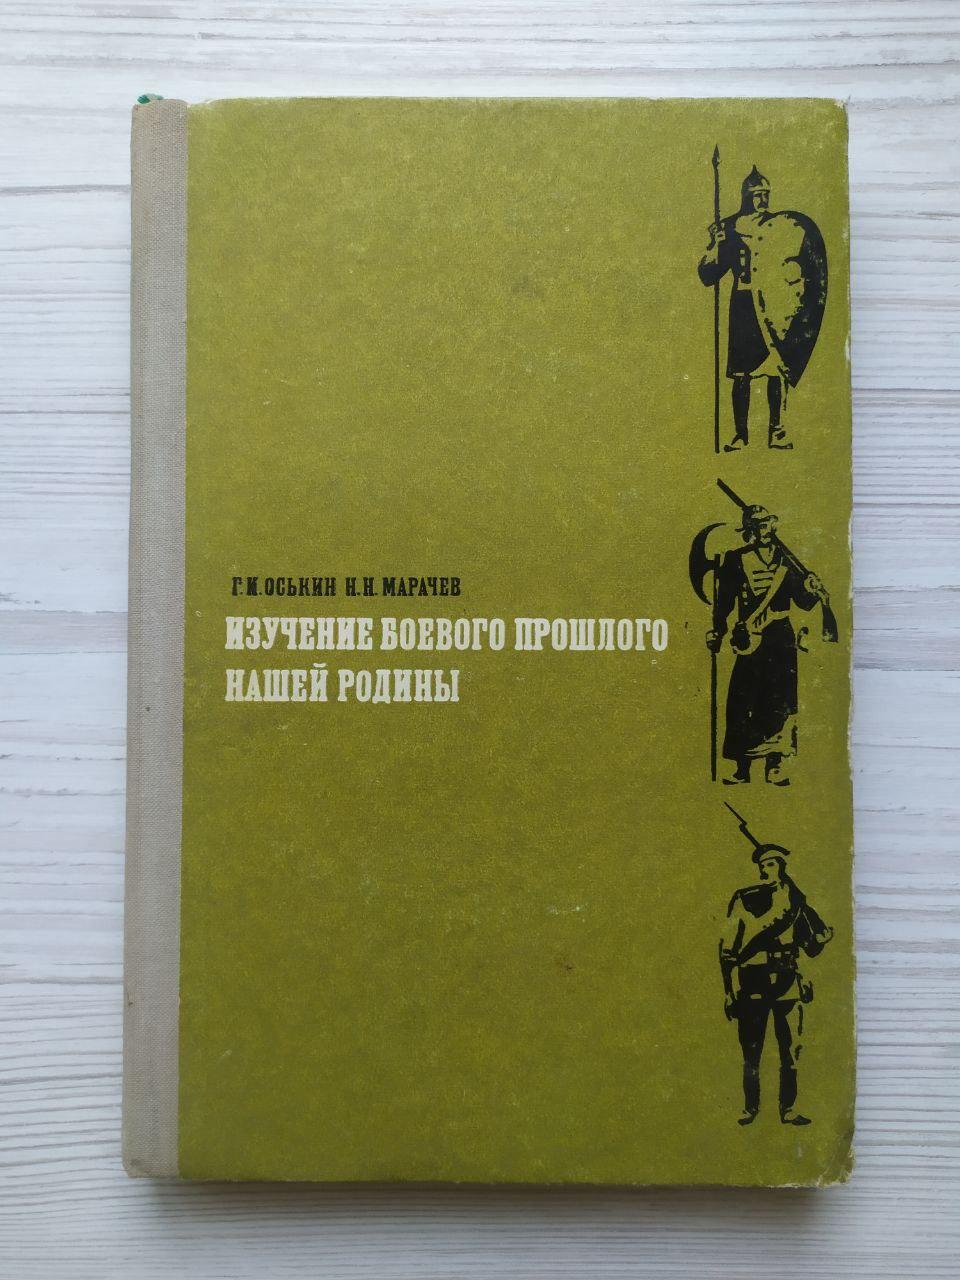 Г.И.ОСЬКИН Н.Н.МАРАЧЕВ
ИЗУЧЕНИЕ БОЕВОГО ПРОШЛОГО
НАШЕЙ РОДИНЫ